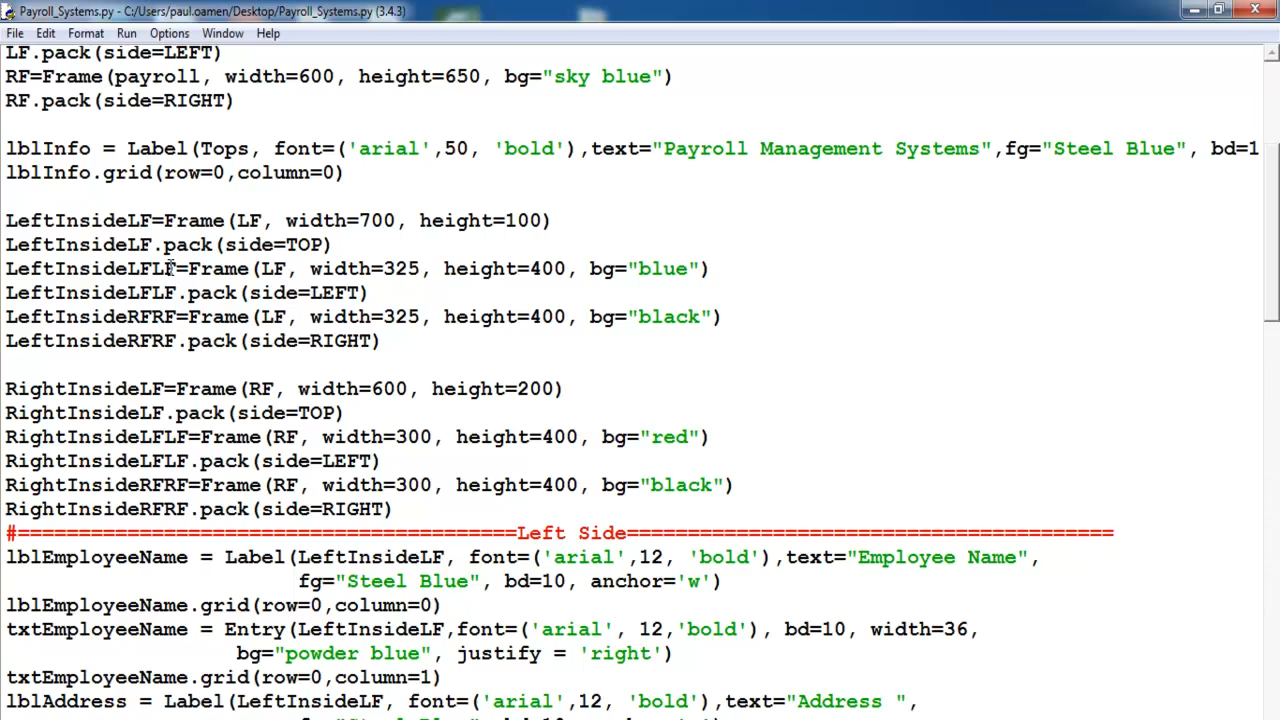 Payroll_Systems.py - C:/Users/paul.oamen/Desktop/Payroll_Systems.py (3.4.3)
File Edit Format Run Options Window Help
LF.pack(side=LEFT)
RF=Frame(payroll, width=600, height=650, bg="sky blue")
RF.pack(side=RIGHT)
lblInfo = Label(Tops, font=('arial',50, 'bold'),text="Payroll Management Systems",fg="Steel Blue", bd=1
lblInfo.grid(row=0,column=0)
LeftInsideLF=Frame(LF, width=700, height=100)
LeftInsideLF.pack(side=TOP)
LeftInsideLFLF=Frame(LF, width=325, height=400, bg="blue")
LeftInsideLFLF.pack(side=LEFT)
LeftInsideRFRF=Frame(LF, width=325, height=400, bg="black")
LeftInsideRFRF.pack(side=RIGHT)
RightInsideLF=Frame(RF, width=600, height=200)
RightInsideLF.pack(side=TOP)
RightInsideLFLF=Frame(RF, width=300, height=400, bg="red")
RightInsideLFLF.pack(side=LEFT)
RightInsideRFRF=Frame(RF, width=300, height=400, bg="black")
RightInsideRFRF.pack(side=RIGHT)
#=========================================Left Side========================================
lblEmployeeName = Label(LeftInsideLF, font=('arial',12, 'bold'),text="Employee Name",
fg="Steel Blue", bd=10, anchor='w')
lblEmployeeName.grid(row=0,column=0)
txtEmployeeName = Entry(LeftInsideLF,font=('arial', 12,'bold'), bd=10, width=36,
bg="powder blue", justify = 'right')
txtEmployeeName.grid(row=0,column=1)
lblAddress = Label(LeftInsideLF, font=('arial',12, 'bold'),text="Address ",